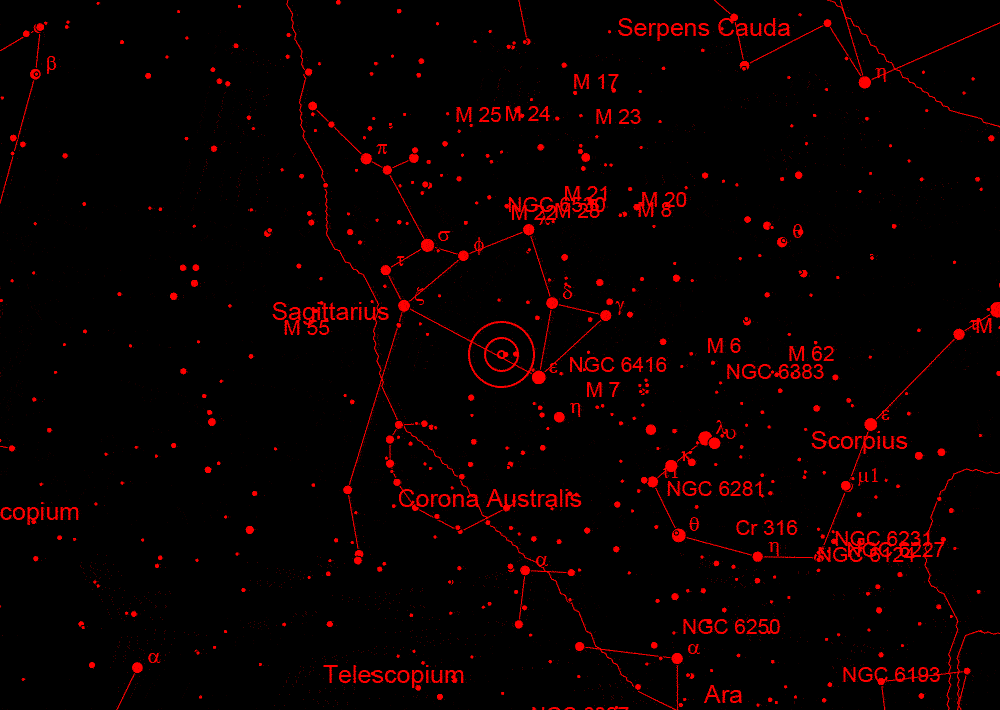 Serpens Cauda
β
η
M 17
M 25
M 24
M 23
π
M 21
M 20
M 22
M 28
M 8
σ
φ
θ
τ
ζ
δ
γ
Sagittarius
M 55
M
M 6
M 62
ε
NGC 6416
NGC 6383
M 7
η
ε
λ
υ
Scorpius
κ
ι1
μ1
NGC 6281
Corona Australis
copium
θ
Cr 316
η
NGC 6231
NGC 6124
α
NGC 6250
α
α
Telescopium
NGC 6193
Ara